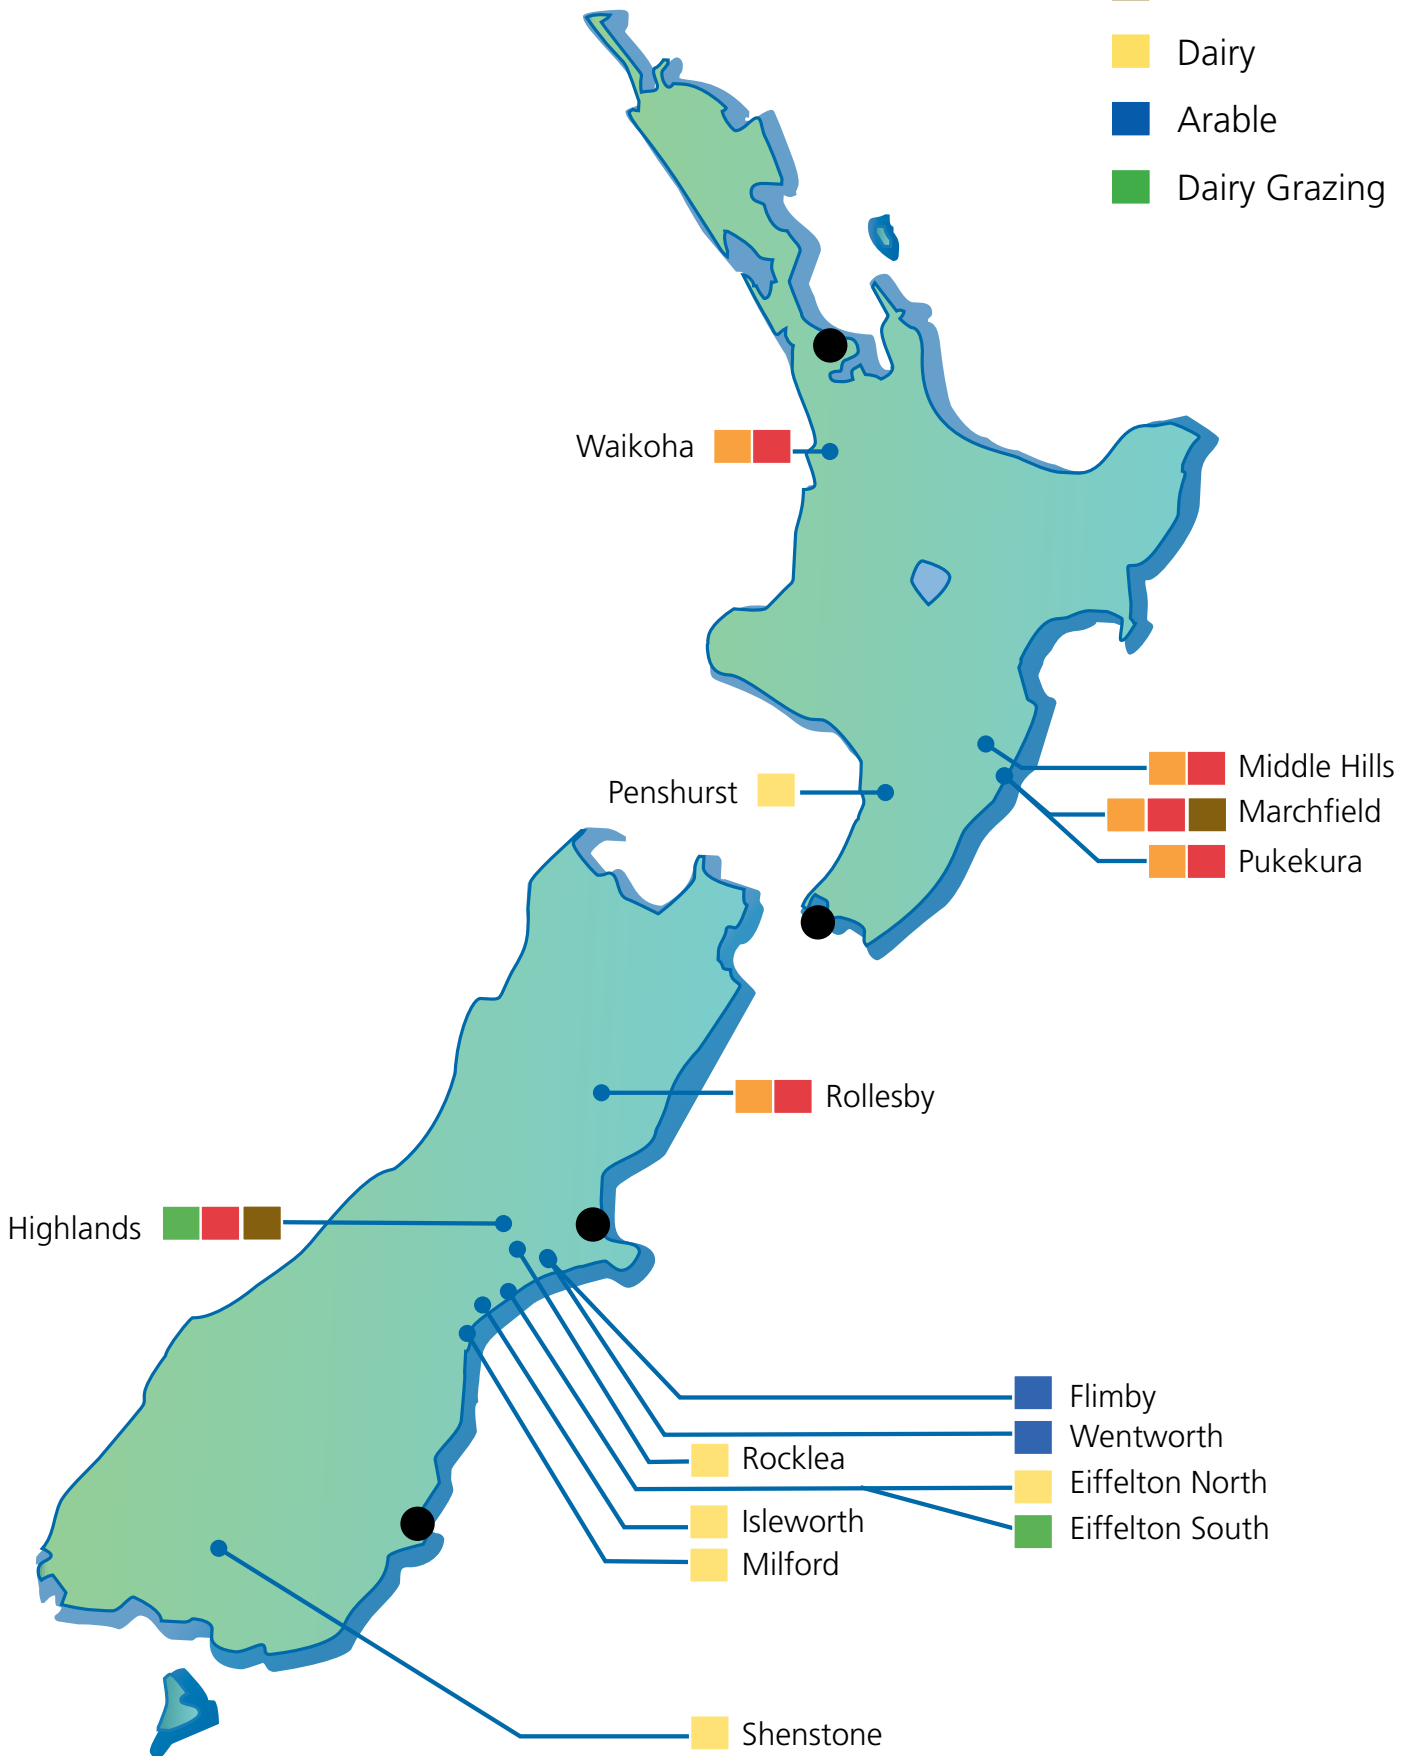 Dairy
Arable
Dairy Grazing
Waikoha
Middle Hills
Penshurst
Marchfield
Pukekura
Rollesby
Highlands
Flimby
Wentworth
Rocklea
Eiffelton North
Isleworth
Eiffelton South
Milford
Shenstone